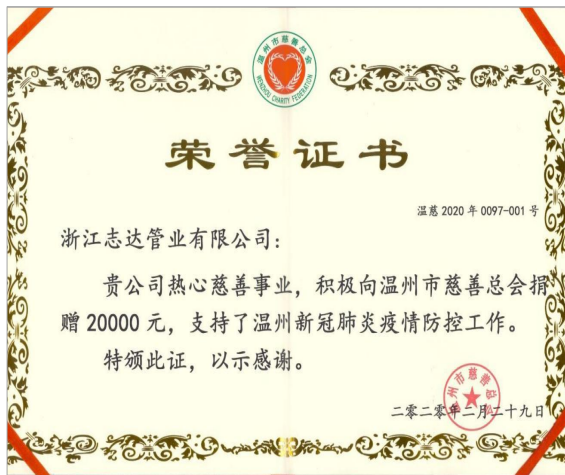 温州市慈善总会
WENZHOU CHARITY FEDERATION
荣誉证书
温慈 2020 年 0097-001 号
浙江志达管业有限公司：
贵公司热心慈善事业，积极向温州市慈善总会捐
赠 20000 元，支持了温州新冠肺炎疫情防控工作。
特颁此证，以示感谢。
温州市慈善总会
二零二零年二月二十九日